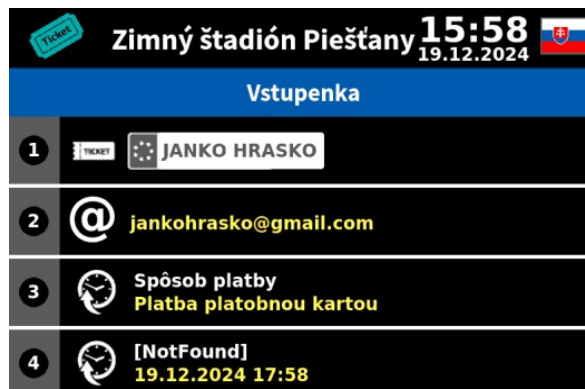 Ticket
Zimný štadión Piešťany
15:58
19.12.2024
Vstupenka
1
TICKET
JANKO HRASKO
2
@
jankohrasko@gmail.com
3
Spôsob platby
Platba platobnou kartou
4
[NotFound]
19.12.2024 17:58